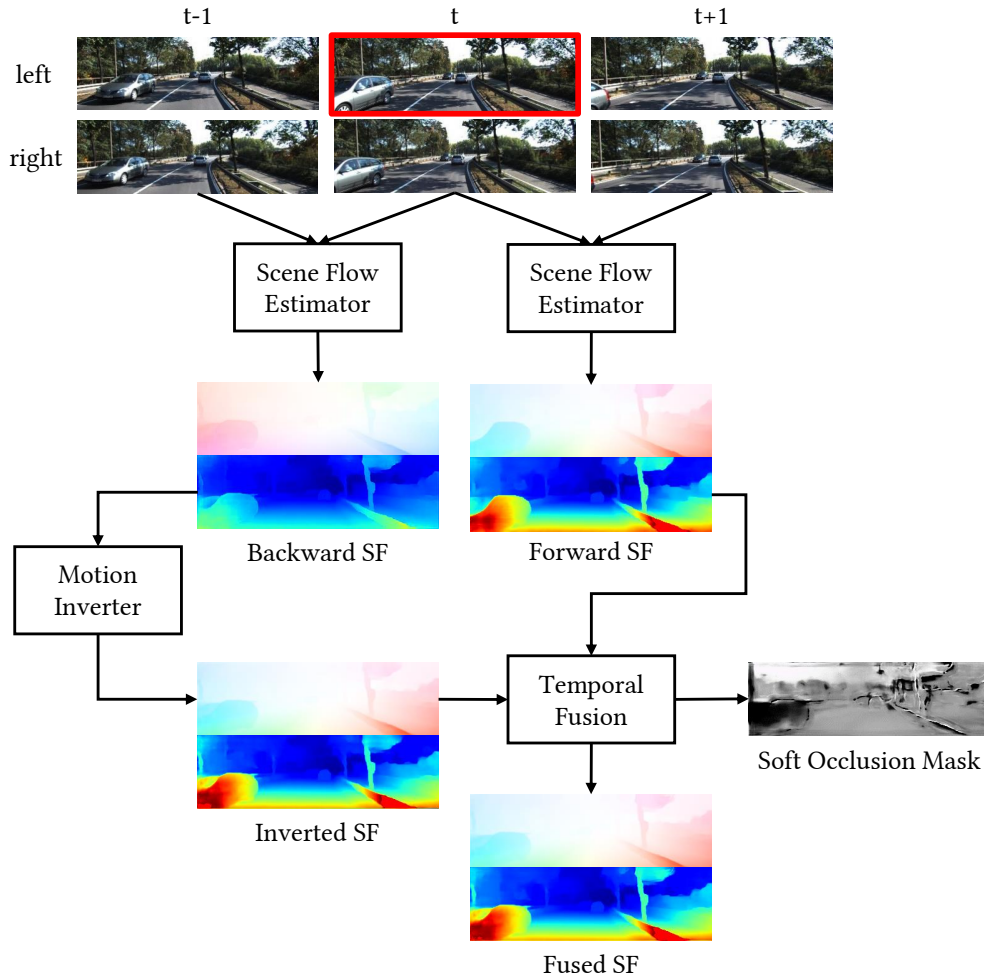 t-1
t
t+1
left
right
Scene Flow
Estimator
Scene Flow
Estimator
Backward SF
Forward SF
Motion
Inverter
Temporal
Fusion
Soft Occlusion Mask
Inverted SF
Fused SF